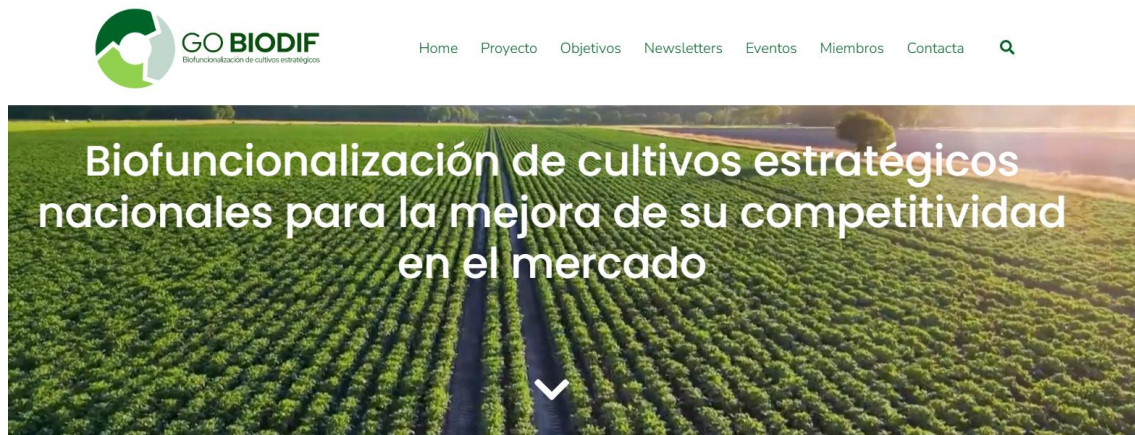 GO BIODIF
Biofuncionalización de cultivos estratégicos
Home Proyecto Objetivos Newsletters Eventos Miembros Contacta
Biofuncionalización de cultivos estratégicos
nacionales para la mejora de su competitividad
en el mercado